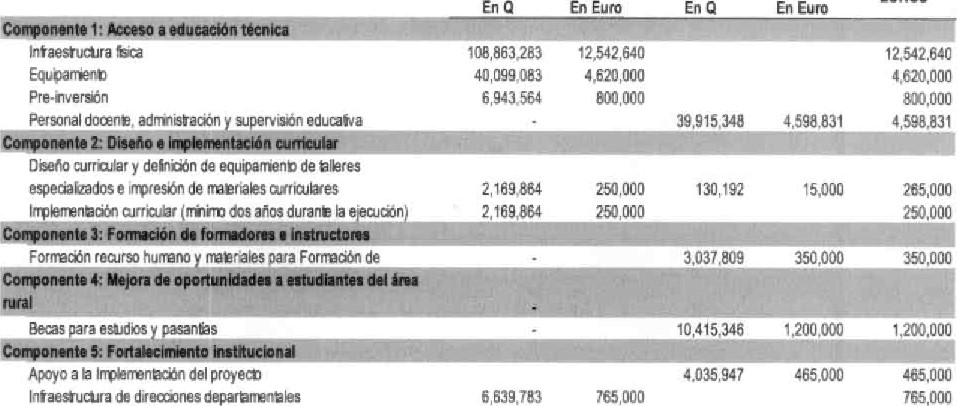 En Q En Euro En Q En Euro
Componente 1: Acceso a educación técnica
Infraestructura física 108,863,283 12,542,640 12,542,640
Equipamiento 40,099,083 4,620,000 4,620,000
Pre-inversión 6,943,564 800,000 800,000
Personal docente, administración y supervisión educativa - 39,915,348 4,598,831 4,598,831
Componente 2: Diseño e implementación curricular
Diseño curricular y definición de equipamiento de talleres
especializados e impresión de materiales curriculares 2,169,864 250,000 130,192 15,000 265,000
Implementación curricular (mínimo dos años durante la ejecución) 2,169,864 250,000 250,000
Componente 3: Formación de formadores e instructores
Formación recurso humano y materiales para Formación de - 3,037,809 350,000 350,000
Componente 4: Mejora de oportunidades a estudiantes del área
rural -
Becas para estudios y pasantías - 10,415,346 1,200,000 1,200,000
Componente 5: Fortalecimiento institucional
Apoyo a la Implementación del proyecto 4,035,947 465,000 465,000
Infraestructura de direcciones departamentales 6,639,783 765,000 765,000